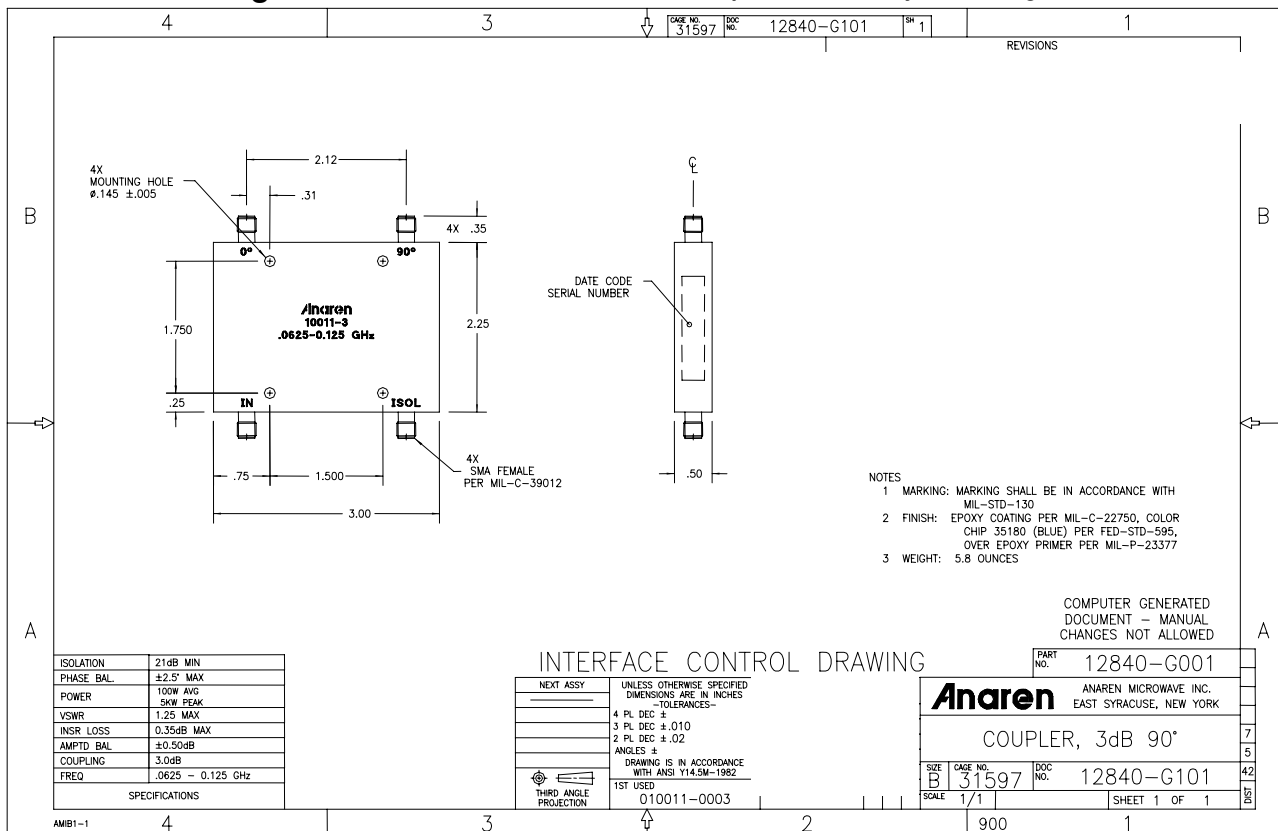 4 3 1
CAGE NO. 31597 DOC NO. 12840-G101 SH 1
REVISIONS
B
B
A
A
4X
MOUNTING HOLE
ø.145 ±.005
2.12
.31
4X .35
0°
90°
Anaren
10011-3
.0625-0.125 GHz
1.750
2.25
.25
IN
ISOL
.75
1.500
3.00
4X
SMA FEMALE
PER MIL-C-39012
℄
DATE CODE
SERIAL NUMBER
.50
NOTES
1 MARKING: MARKING SHALL BE IN ACCORDANCE WITH
MIL-STD-130
2 FINISH: EPOXY COATING PER MIL-C-22750, COLOR
CHIP 35180 (BLUE) PER FED-STD-595,
OVER EPOXY PRIMER PER MIL-P-23377
3 WEIGHT: 5.8 OUNCES
COMPUTER GENERATED
DOCUMENT - MANUAL
CHANGES NOT ALLOWED
ISOLATION 21dB MIN
PHASE BAL. ±2.5° MAX
POWER 100W AVG
5KW PEAK
VSWR 1.25 MAX
INSR LOSS 0.35dB MAX
AMPTD BAL ±0.50dB
COUPLING 3.0dB
FREQ .0625 - 0.125 GHz
SPECIFICATIONS
INTERFACE CONTROL DRAWING
NEXT ASSY
UNLESS OTHERWISE SPECIFIED
DIMENSIONS ARE IN INCHES
-TOLERANCES-
4 PL DEC ±
3 PL DEC ±.010
2 PL DEC ±.02
ANGLES ±
DRAWING IS IN ACCORDANCE
WITH ANSI Y14.5M-1982
THIRD ANGLE
PROJECTION
1ST USED
010011-0003
PART NO. 12840-G001
Anaren
ANAREN MICROWAVE INC.
EAST SYRACUSE, NEW YORK
COUPLER, 3dB 90°
SIZE B CAGE NO. 31597 DOC NO. 12840-G101
SCALE 1/1 SHEET 1 OF 1
7
5
42
DIST
AMIB1-1 4 3 2 900 1